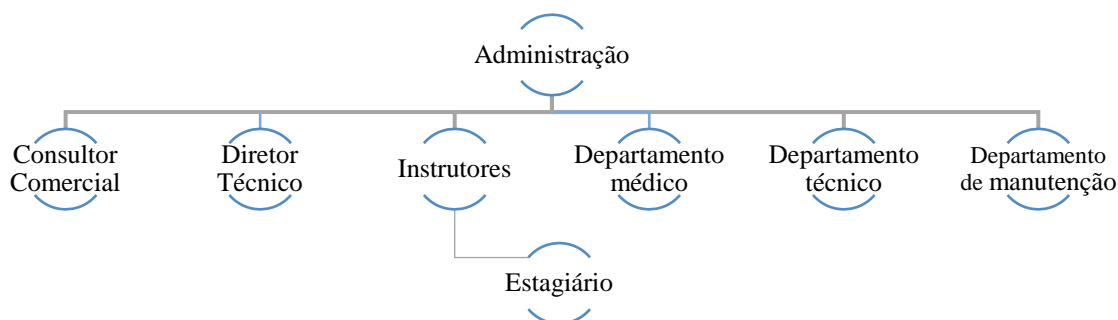 Administração
Consultor
Comercial
Diretor
Técnico
Instrutores
Departamento
médico
Departamento
técnico
Departamento
de manutenção
Estagiário